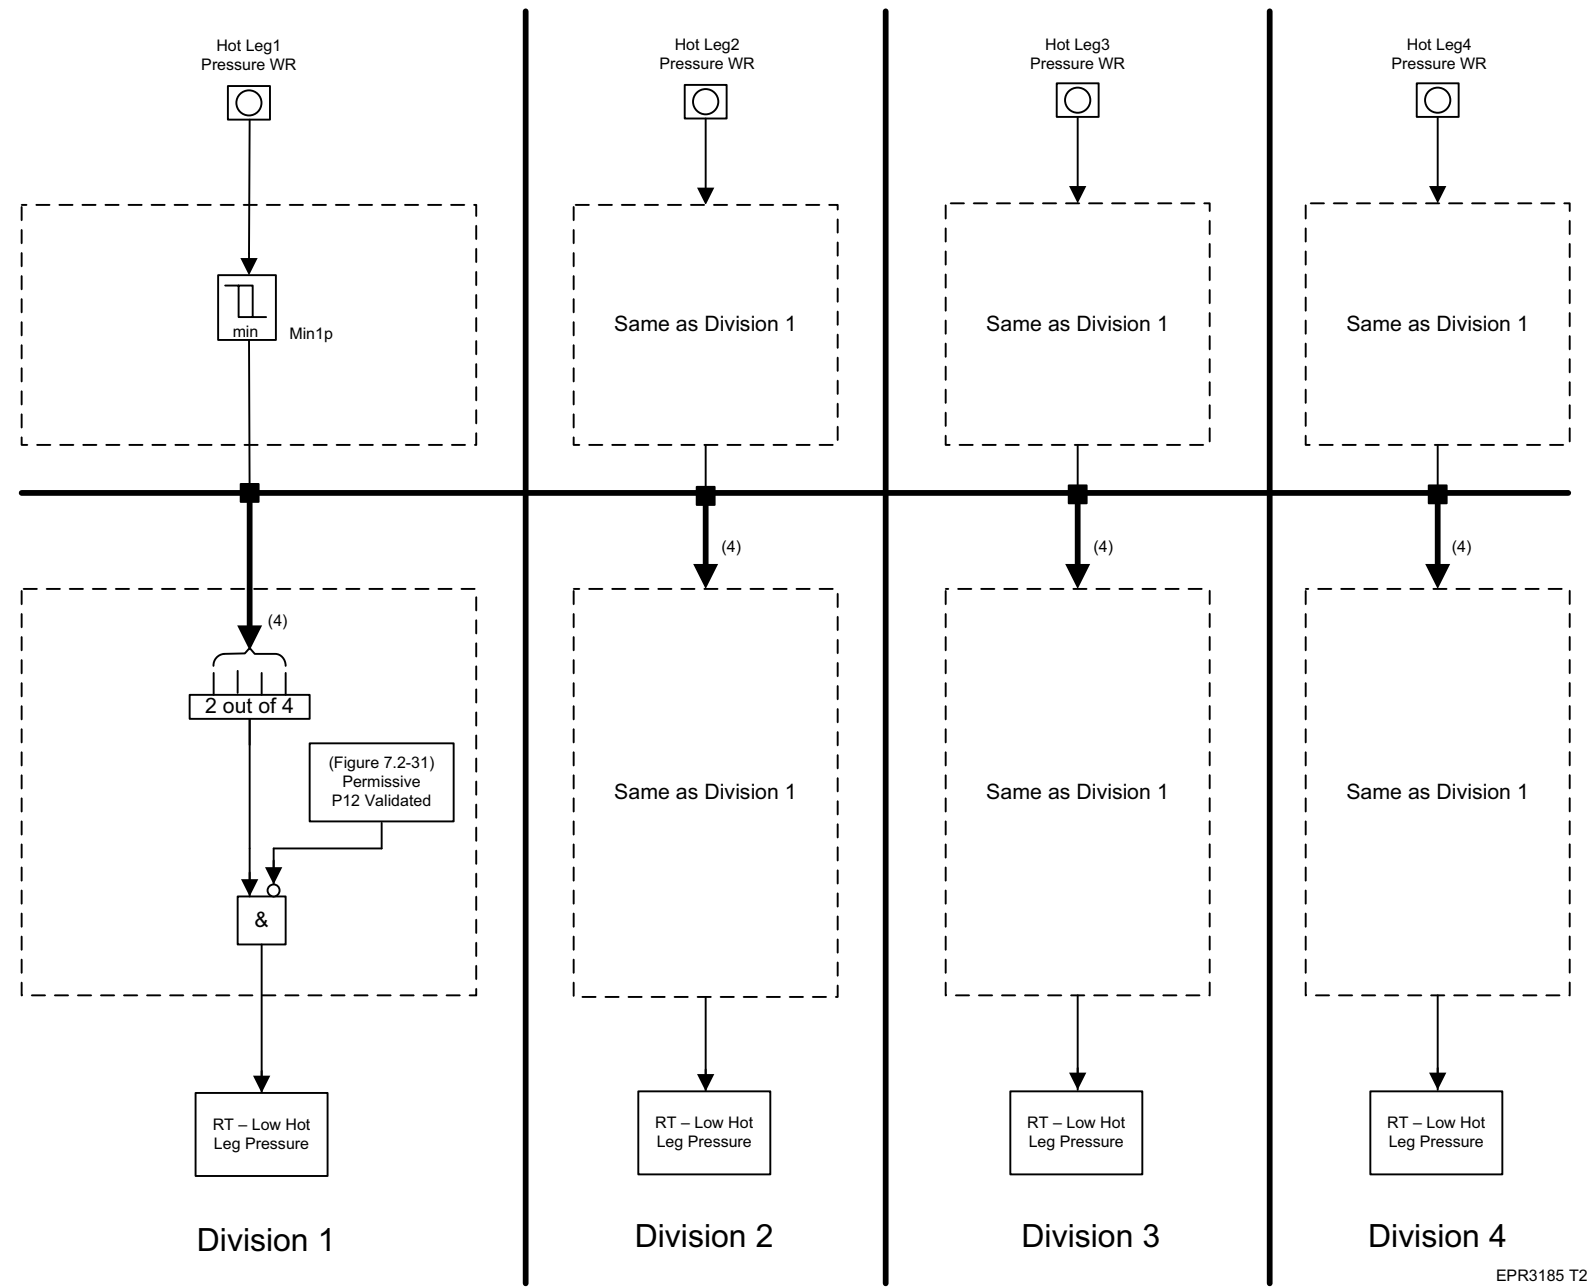 Hot Leg1
Pressure WR
Hot Leg2
Pressure WR
Hot Leg3
Pressure WR
Hot Leg4
Pressure WR
min
Min1p
Same as Division 1
Same as Division 1
Same as Division 1
(4)
(4)
(4)
(4)
2 out of 4
(Figure 7.2-31)
Permissive
P12 Validated
&
Same as Division 1
Same as Division 1
Same as Division 1
RT – Low Hot
Leg Pressure
RT – Low Hot
Leg Pressure
RT – Low Hot
Leg Pressure
RT – Low Hot
Leg Pressure
Division 1
Division 2
Division 3
Division 4
EPR3185 T2